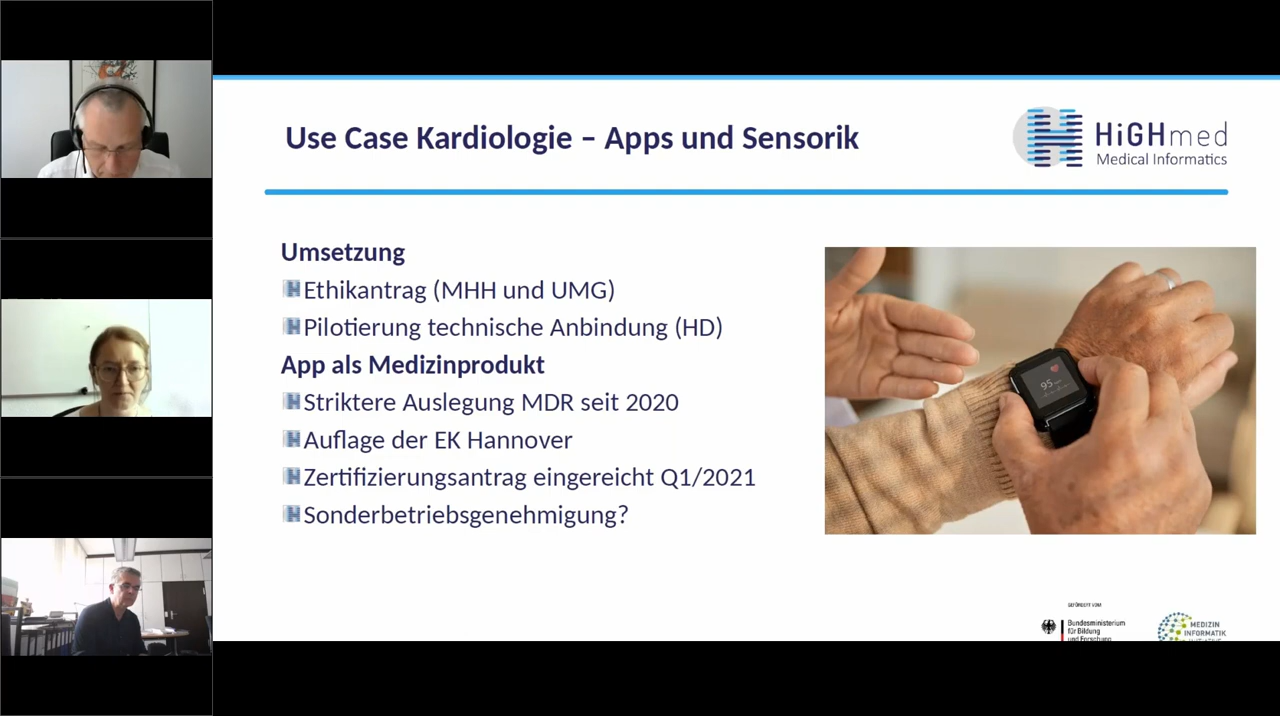 Use Case Kardiologie – Apps und Sensorik
HiGHmed
Medical Informatics
Umsetzung
Ethikantrag (MHH und UMG)
Pilotierung technische Anbindung (HD)
App als Medizinprodukt
Striktere Auslegung MDR seit 2020
Auflage der EK Hannover
Zertifizierungsantrag eingereicht Q1/2021
Sonderbetriebsgenehmigung?
95
GEFÖRDERT VOM
Bundesministerium
für Bildung
und Forschung
MEDIZIN
INFORMATIK
INITIATIVE